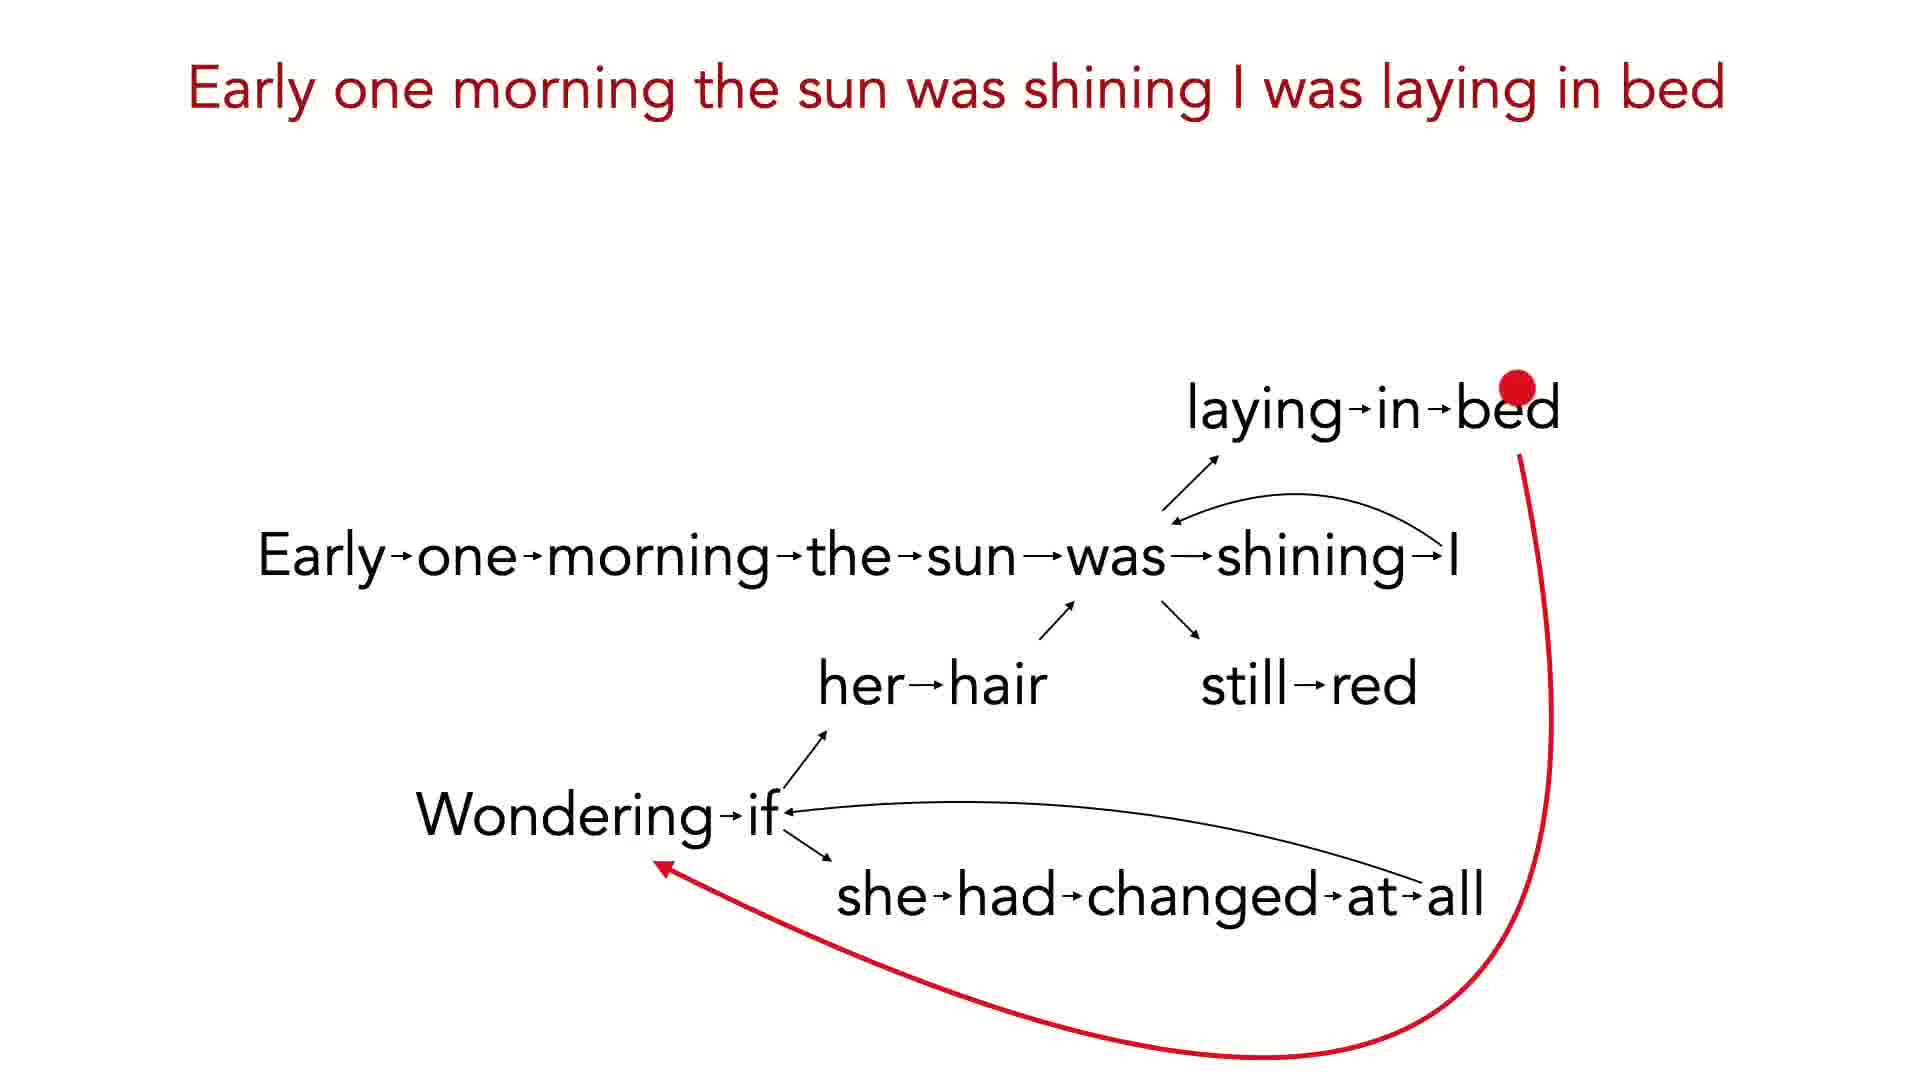 Early one morning the sun was shining I was laying in bed
laying in bed
Early one morning the sun was shining I
her hair still red
Wondering if
she had changed at all